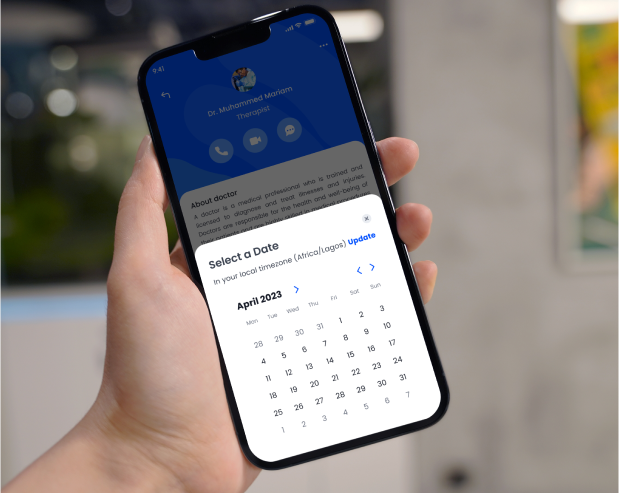 9:41
Dr. Muhammed Mariam
Therapist
About doctor
A doctor is a medical professional who is trained and
licensed to diagnose and treat illnesses and injuries.
Doctors are responsible for the health and well-being of
Select a Date
In your local timezone (Africa/Lagos) Update
April 2023
Mon Tue Wed Thu Fri Sat Sun
28 29 30 31 1 2 3
4 5 6 7 8 9 10
11 12 13 14 15 16 17
18 19 20 21 22 23 24
25 26 27 28 29 30 31
1 2 3 4 5 6 7